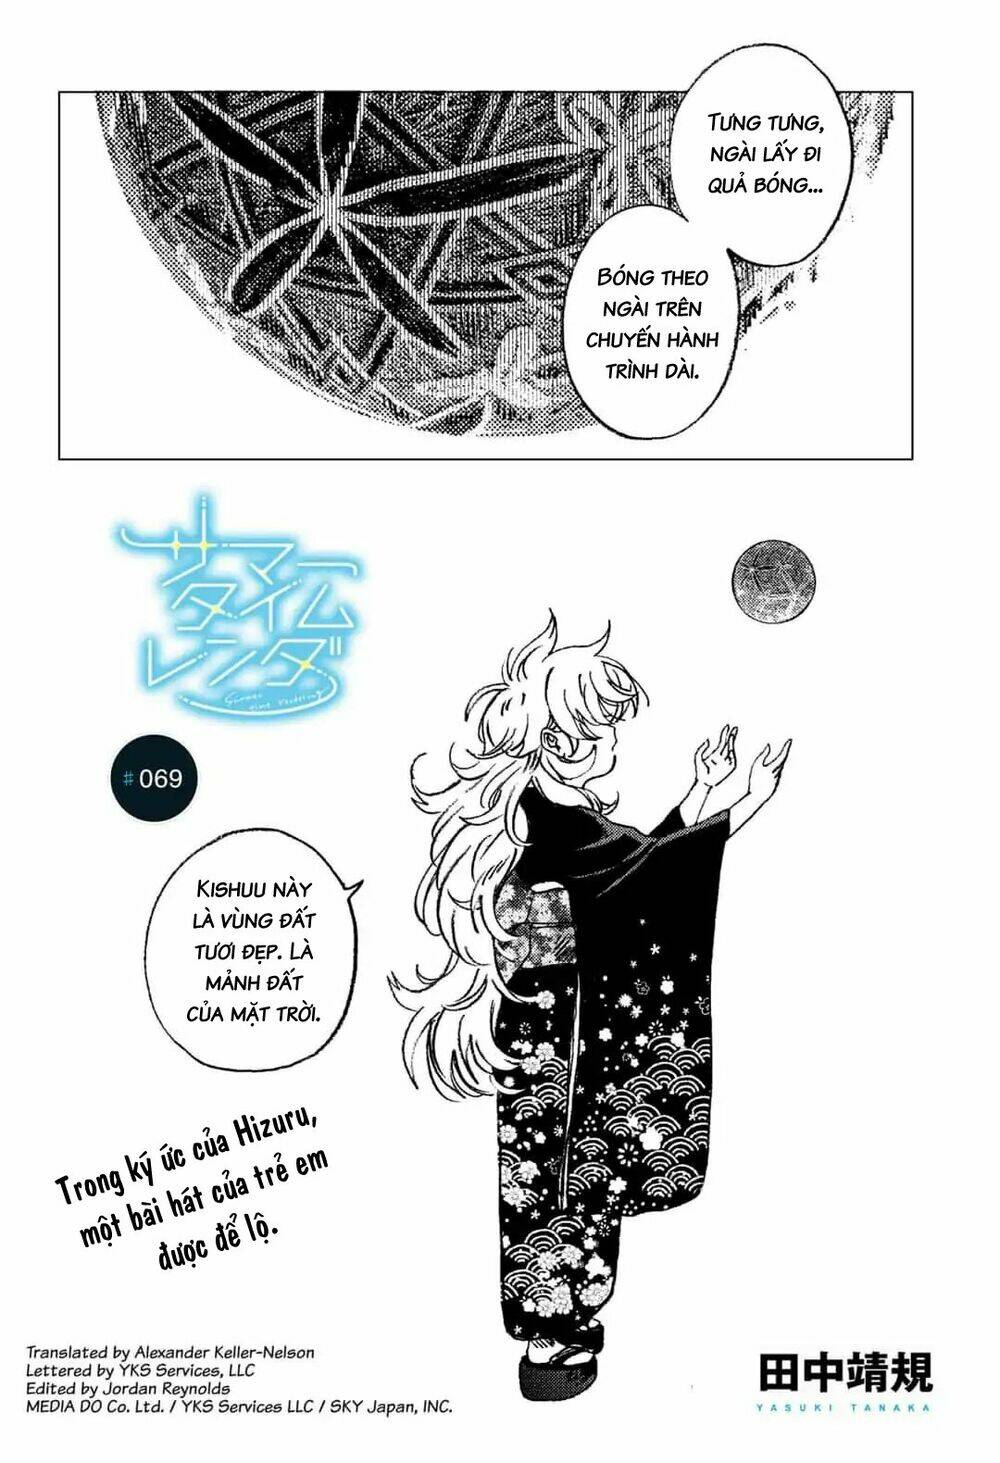 TƯNG TƯNG,
NGÀI LẤY ĐI
QUẢ BÓNG...
BÓNG THEO
NGÀI TRÊN
CHUYẾN HÀNH
TRÌNH DÀI.
サマー
タイム
レンダ
Summer time rendering
#069
KISHUU NÀY
LÀ VÙNG ĐẤT
TƯƠI ĐẸP. LÀ
MẢNH ĐẤT
CỦA MẶT TRỜI.
Trong ký ức của Hizuru,
một bài hát của trẻ em
được để lộ.
Translated by Alexander Keller-Nelson
Lettered by YKS Services, LLC
Edited by Jordan Reynolds
MEDIA DO Co. Ltd. / YKS Services LLC / SKY Japan, INC.
田中靖規
YASUKI TANAKA